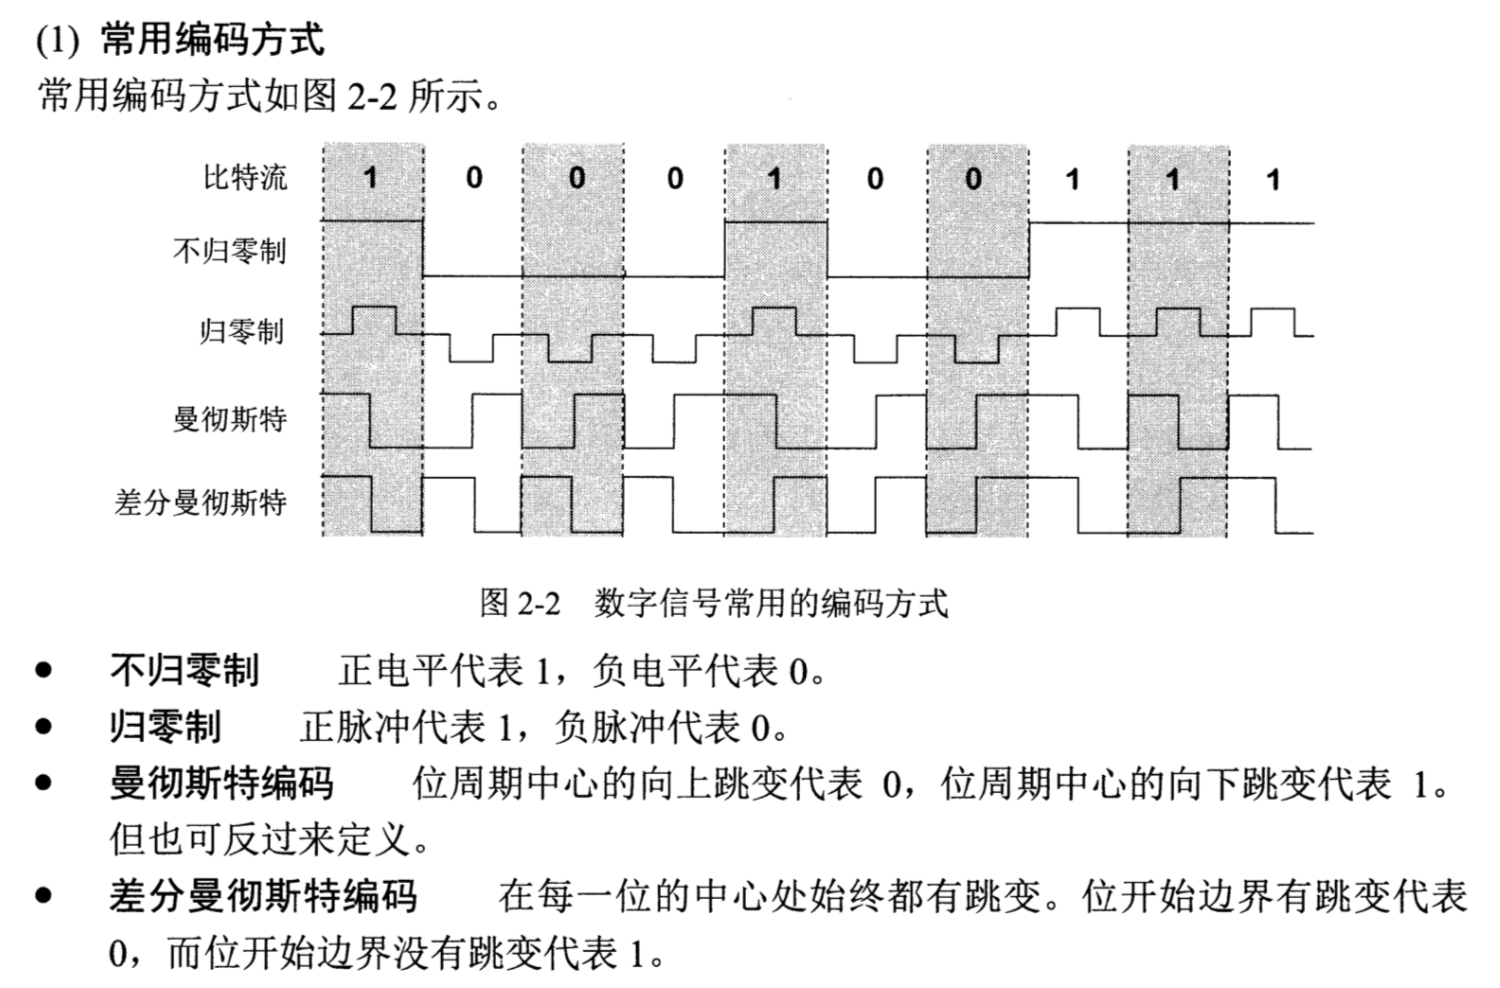 (1) 常用编码方式
常用编码方式如图 2-2 所示。
比特流 1 0 0 0 1 0 0 1 1 1
不归零制
归零制
曼彻斯特
差分曼彻斯特
图 2-2 数字信号常用的编码方式
● 不归零制 正电平代表 1，负电平代表 0。
● 归零制 正脉冲代表 1，负脉冲代表 0。
● 曼彻斯特编码 位周期中心的向上跳变代表 0，位周期中心的向下跳变代表 1。
但也可反过来定义。
● 差分曼彻斯特编码 在每一位的中心处始终都有跳变。位开始边界有跳变代表
0，而位开始边界没有跳变代表 1。